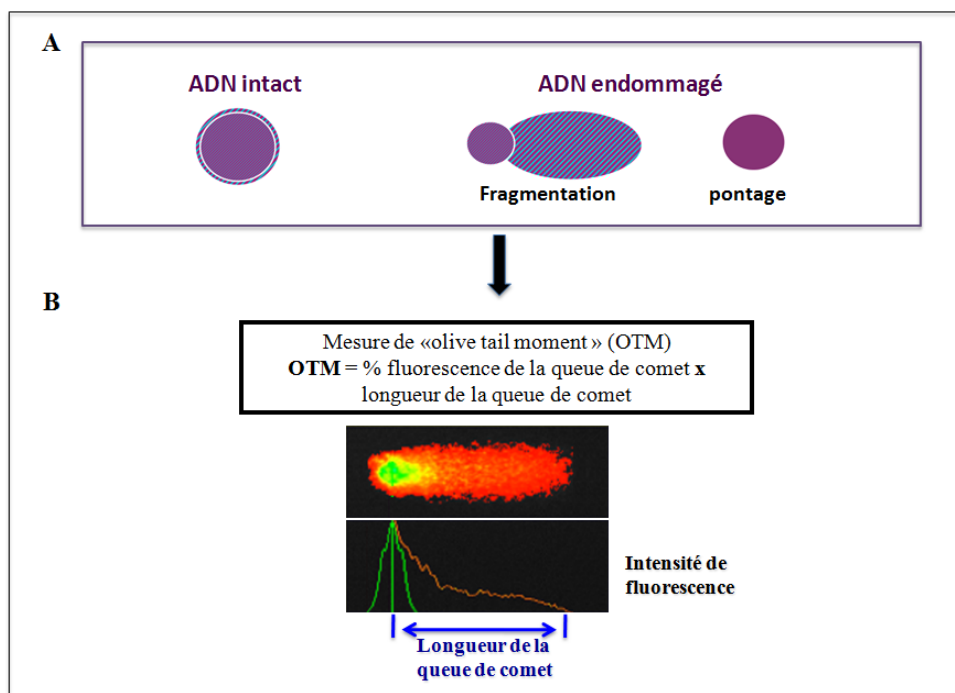 A
ADN intact
ADN endommagé
Fragmentation
pontage
B
Mesure de «olive tail moment » (OTM)
OTM = % fluorescence de la queue de comet x
longueur de la queue de comet
Intensité de
fluorescence
Longueur de la
queue de comet